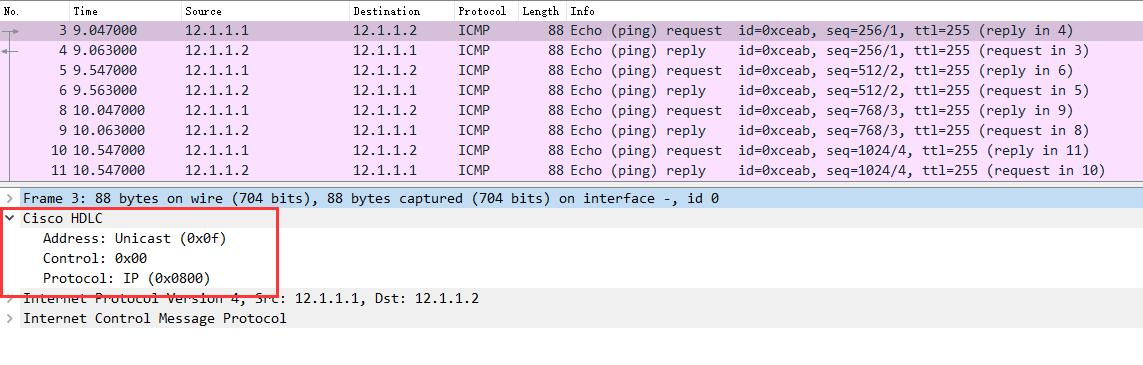 No. Time Source Destination Protocol Length Info
3 9.047000 12.1.1.1 12.1.1.2 ICMP 88 Echo (ping) request id=0xceab, seq=256/1, ttl=255 (reply in 4)
4 9.063000 12.1.1.2 12.1.1.1 ICMP 88 Echo (ping) reply id=0xceab, seq=256/1, ttl=255 (request in 3)
5 9.547000 12.1.1.1 12.1.1.2 ICMP 88 Echo (ping) request id=0xceab, seq=512/2, ttl=255 (reply in 6)
6 9.563000 12.1.1.2 12.1.1.1 ICMP 88 Echo (ping) reply id=0xceab, seq=512/2, ttl=255 (request in 5)
8 10.047000 12.1.1.1 12.1.1.2 ICMP 88 Echo (ping) request id=0xceab, seq=768/3, ttl=255 (reply in 9)
9 10.063000 12.1.1.2 12.1.1.1 ICMP 88 Echo (ping) reply id=0xceab, seq=768/3, ttl=255 (request in 8)
10 10.547000 12.1.1.1 12.1.1.2 ICMP 88 Echo (ping) request id=0xceab, seq=1024/4, ttl=255 (reply in 11)
11 10.547000 12.1.1.2 12.1.1.1 ICMP 88 Echo (ping) reply id=0xceab, seq=1024/4, ttl=255 (request in 10)
Frame 3: 88 bytes on wire (704 bits), 88 bytes captured (704 bits) on interface -, id 0
Cisco HDLC
Address: Unicast (0x0f)
Control: 0x00
Protocol: IP (0x0800)
Internet Protocol Version 4, Src: 12.1.1.1, Dst: 12.1.1.2
Internet Control Message Protocol